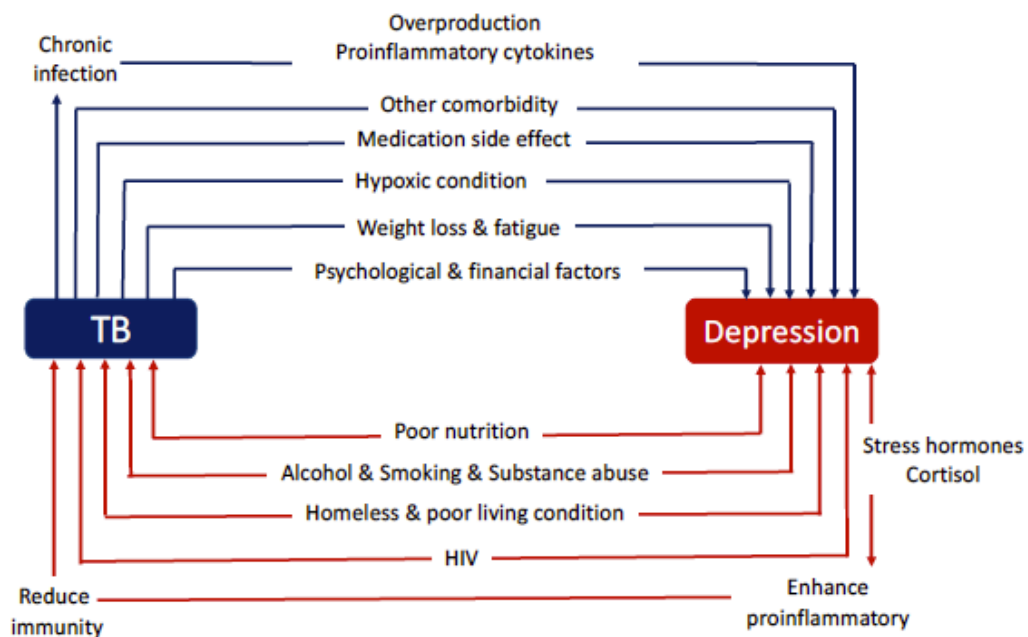 Overproduction
Proinflammatory cytokines
Chronic
infection
Other comorbidity
Medication side effect
Hypoxic condition
Weight loss & fatigue
Psychological & financial factors
TB
Depression
Poor nutrition
Alcohol & Smoking & Substance abuse
Homeless & poor living condition
HIV
Stress hormones
Cortisol
Reduce
immunity
Enhance
proinflammatory